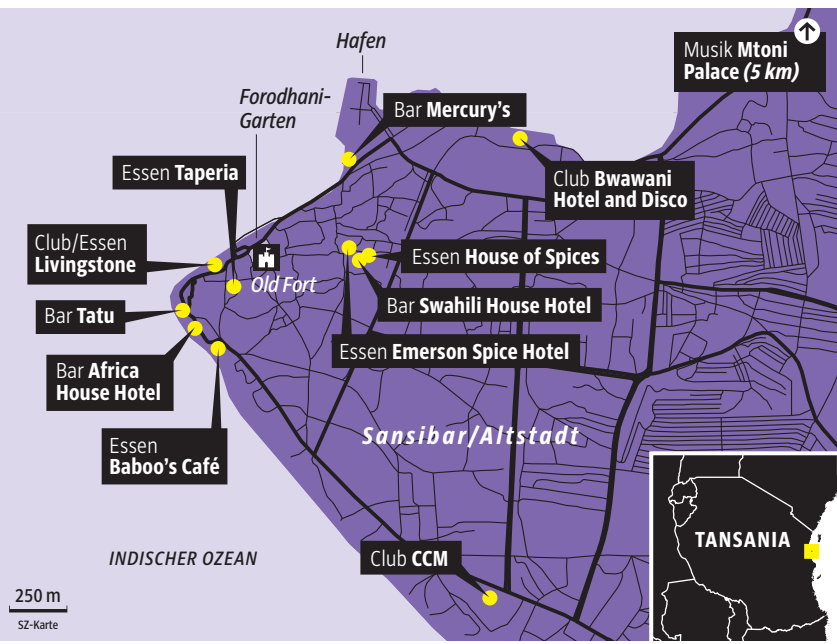 Hafen
Musik Mtoni
Palace (5 km)
Forodhani-
Garten
Bar Mercury's
Essen Taperia
Club Bwawani
Hotel and Disco
Club/Essen
Livingstone
Old Fort
Essen House of Spices
Bar Swahili House Hotel
Bar Tatu
Essen Emerson Spice Hotel
Bar Africa
House Hotel
Essen
Baboo's Café
Sansibar/Altstadt
TANSANIA
INDISCHER OZEAN
Club CCM
250 m
SZ-Karte